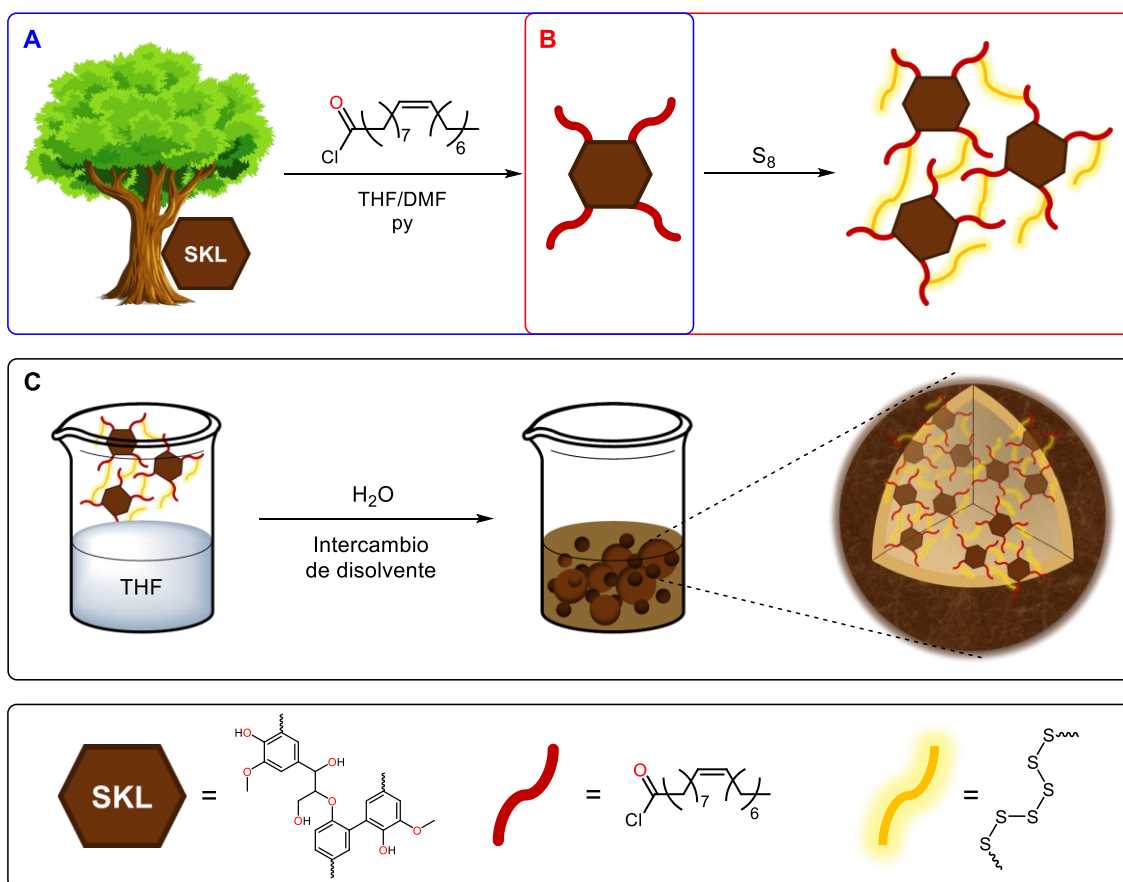 A
B
O
Cl
7
6
THF/DMF
py
SKL
S8
C
THF
H2O
Intercambio
de disolvente
SKL
=
HO
O
OH
O
OH
O
OH
=
O
Cl
7
6
=
S
S
S
S
S
S